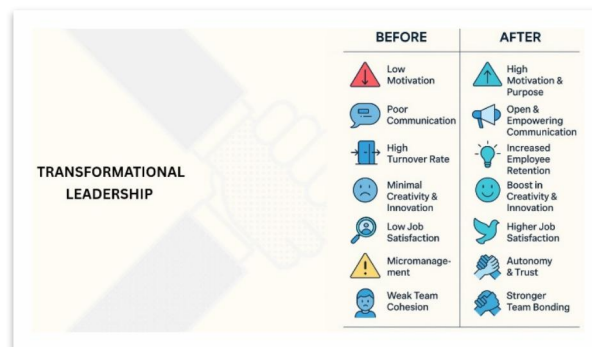 TRANSFORMATIONAL
LEADERSHIP
BEFORE
AFTER
Low
Motivation
High
Motivation &
Purpose
Poor
Communication
Open &
Empowering
Communication
High
Turnover Rate
Increased
Employee
Retention
Minimal
Creativity &
Innovation
Boost in
Creativity &
Innovation
Low Job
Satisfaction
Higher Job
Satisfaction
Micromanage-
ment
Autonomy
& Trust
Weak Team
Cohesion
Stronger
Team Bonding